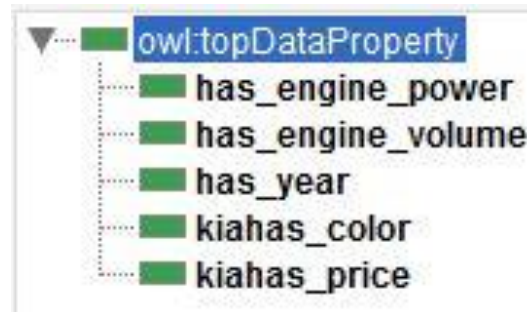 owl:topDataProperty
has_engine_power
has_engine_volume
has_year
kiahas_color
kiahas_price